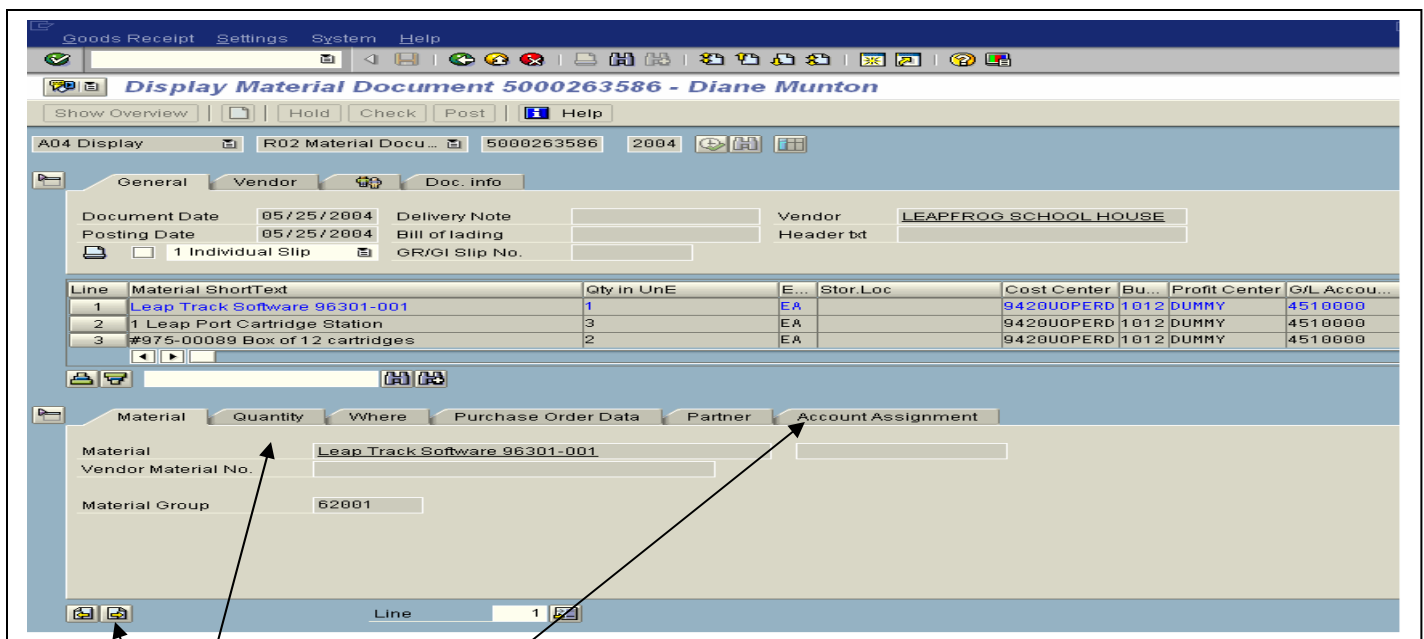 Goods Receipt Settings System Help
Display Material Document 5000263586 - Diane Munton
Show Overview Hold Check Post Help
A04 Display R02 Material Docu... 5000263586 2004
General Vendor Doc. info
Document Date 05/25/2004 Delivery Note Vendor LEAPFROG SCHOOL HOUSE
Posting Date 05/25/2004 Bill of lading Header txt
1 Individual Slip GR/GI Slip No.
Line Material ShortText Qty in UnE E... Stor.Loc Cost Center Bu... Profit Center G/L Accou...
1 Leap Track Software 96301-001 1 EA 9420UOPERD 1012 DUMMY 4510000
2 1 Leap Port Cartridge Station 3 EA 9420UOPERD 1012 DUMMY 4510000
3 #975-00089 Box of 12 cartridges 2 EA 9420UOPERD 1012 DUMMY 4510000
Material Quantity Where Purchase Order Data Partner Account Assignment
Material Leap Track Software 96301-001
Vendor Material No.
Material Group 62001
Line 1